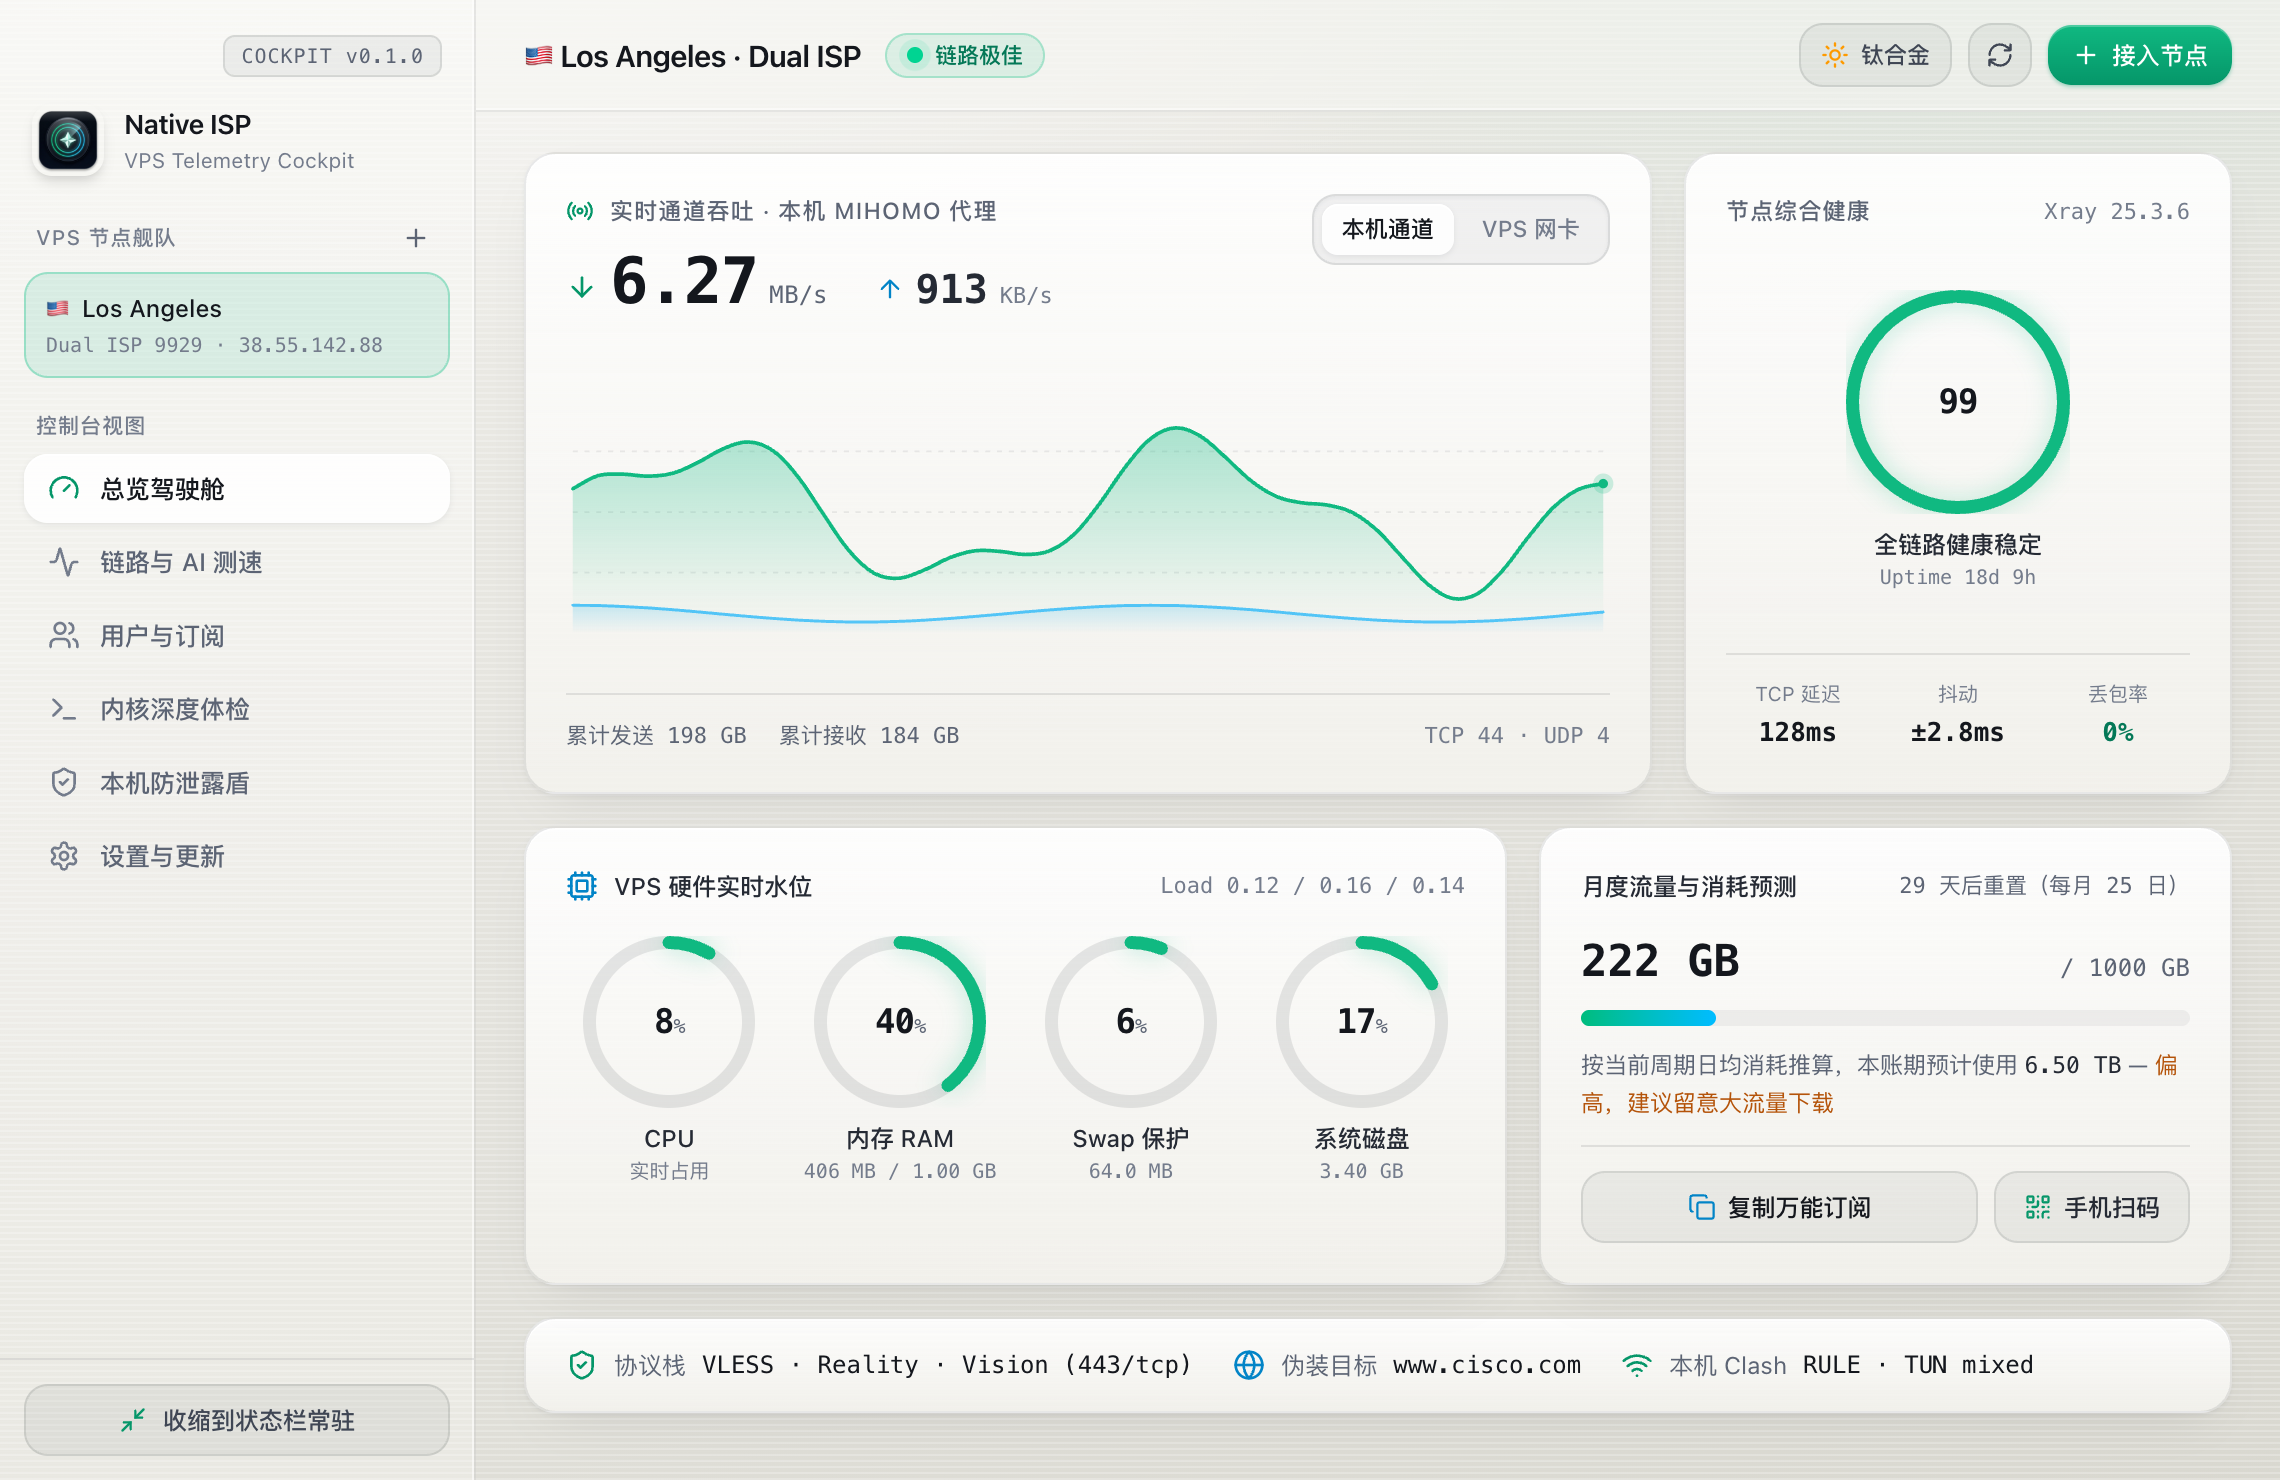 COCKPIT v0.1.0
Native ISP
VPS Telemetry Cockpit
VPS 节点舰队
🇺🇸 Los Angeles
Dual ISP 9929 · 38.55.142.88
控制台视图
总览驾驶舱
链路与 AI 测速
用户与订阅
内核深度体检
本机防泄露盾
设置与更新
收缩到状态栏常驻
🇺🇸 Los Angeles · Dual ISP
链路极佳
钛合金
接入节点
实时通道吞吐 · 本机 MIHOMO 代理
本机通道
VPS 网卡
↓ 6.27 MB/s ↑ 913 KB/s
累计发送 198 GB 累计接收 184 GB
TCP 44 · UDP 4
节点综合健康
Xray 25.3.6
99
全链路健康稳定
Uptime 18d 9h
TCP 延迟 抖动 丢包率
128ms ±2.8ms 0%
VPS 硬件实时水位
Load 0.12 / 0.16 / 0.14
8% 40% 6% 17%
CPU 内存 RAM Swap 保护 系统磁盘
实时占用 406 MB / 1.00 GB 64.0 MB 3.40 GB
月度流量与消耗预测
29 天后重置 (每月 25 日)
222 GB
/ 1000 GB
按当前周期日均消耗推算，本账期预计使用 6.50 TB — 偏
高，建议留意大流量下载
复制万能订阅
手机扫码
协议栈 VLESS · Reality · Vision (443/tcp) 伪装目标 www.cisco.com 本机 Clash RULE · TUN mixed